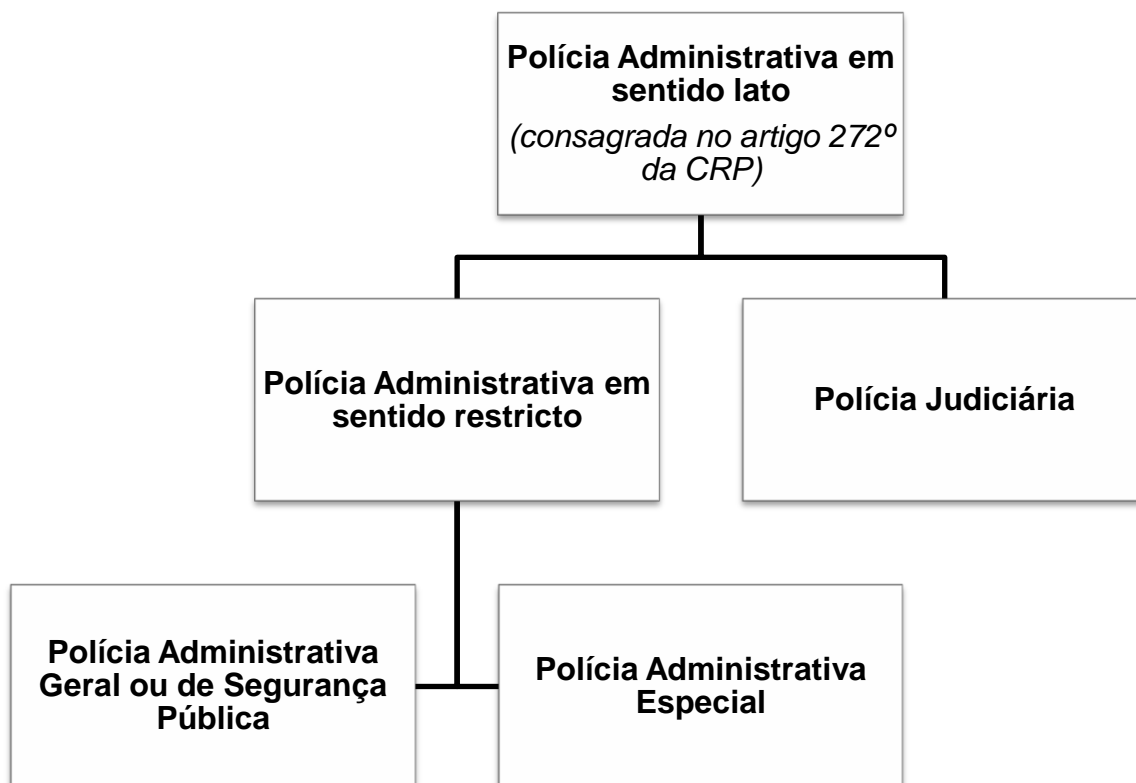 Polícia Administrativa em
sentido lato
(consagrada no artigo 272º
da CRP)
Polícia Administrativa em
sentido restricto
Polícia Judiciária
Polícia Administrativa
Geral ou de Segurança
Pública
Polícia Administrativa
Especial